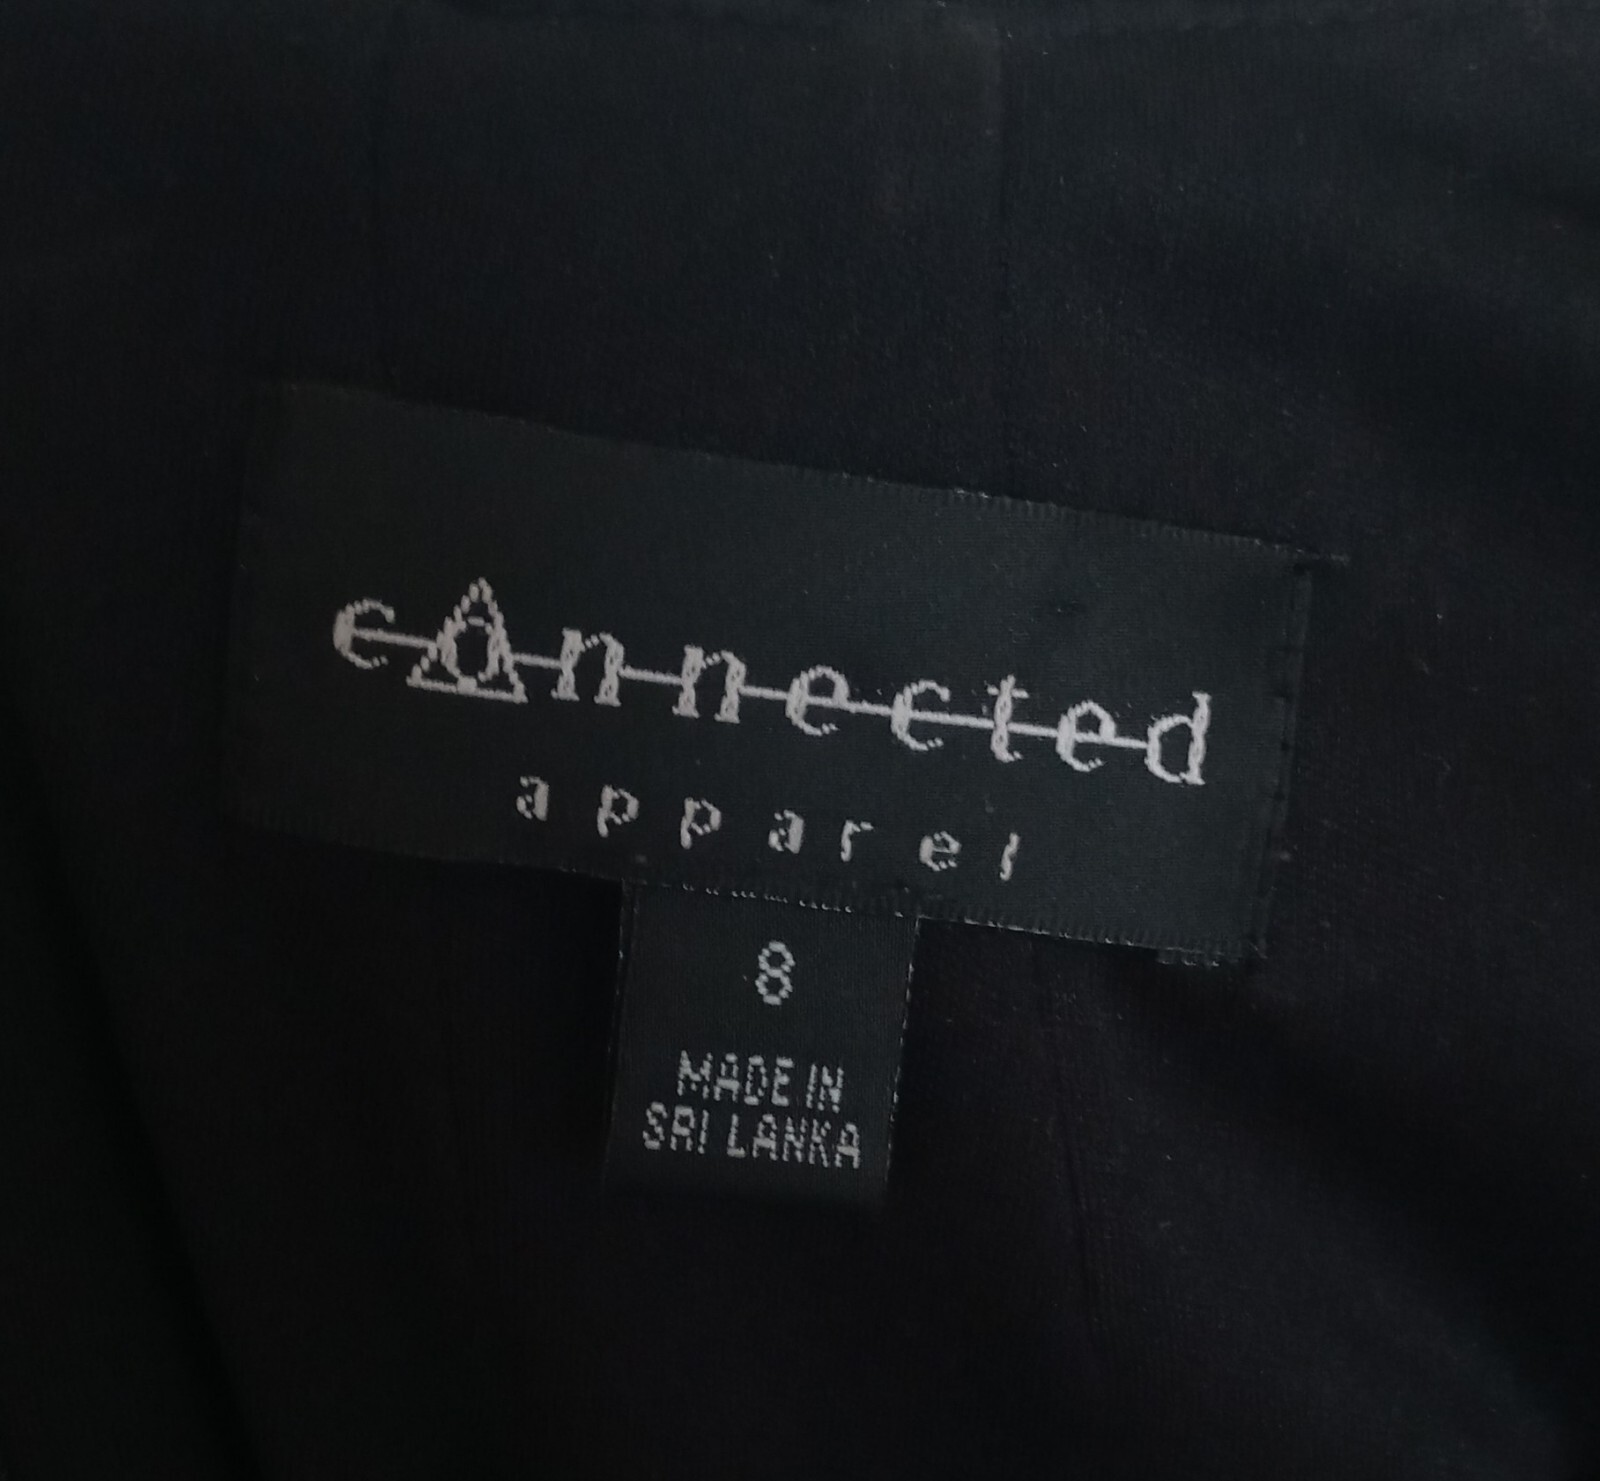 connected
apparel
8
MADE IN
SRI LANKA